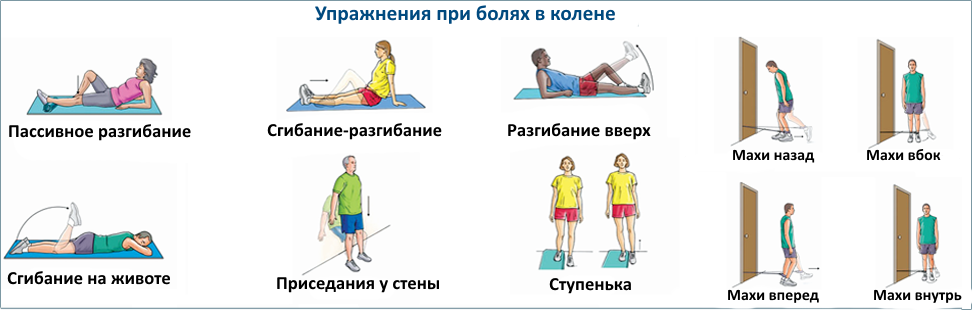 Упражнения при болях в колене
Пассивное разгибание
Сгибание-разгибание
Разгибание вверх
Махи назад
Махи вбок
Сгибание на животе
Приседания у стены
Ступенька
Махи вперед
Махи внутрь